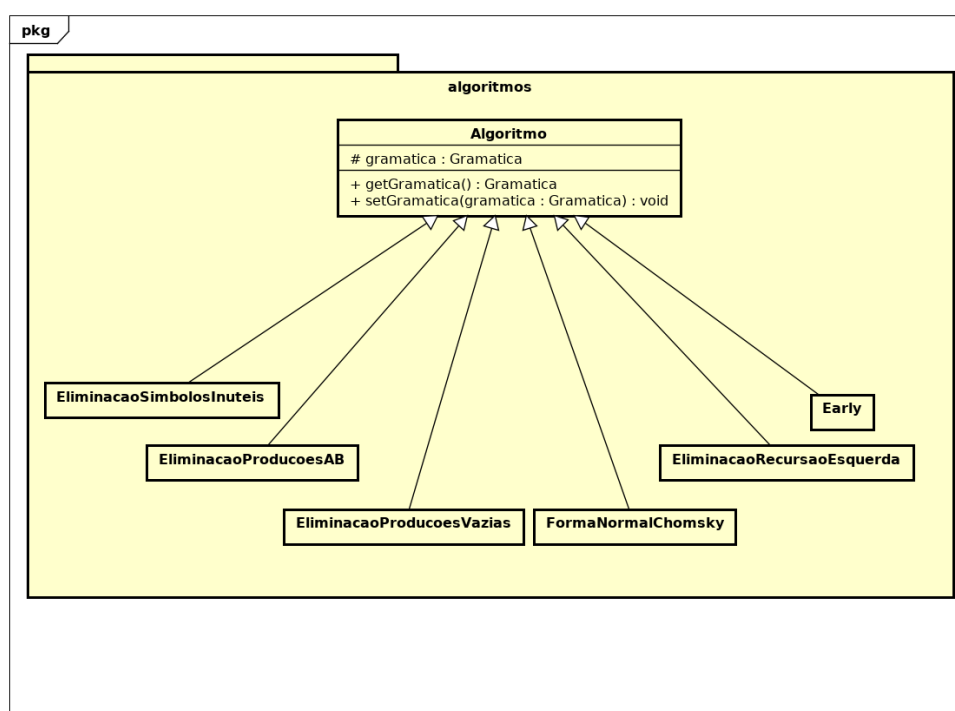 pkg
algoritmos
Algoritmo
# gramatica : Gramatica
+ getGramatica() : Gramatica
+ setGramatica(gramatica : Gramatica) : void
EliminacaoSimbolosInuteis
Early
EliminacaoProducoesAB
EliminacaoRecursaoEsquerda
EliminacaoProducoesVazias
FormaNormalChomsky